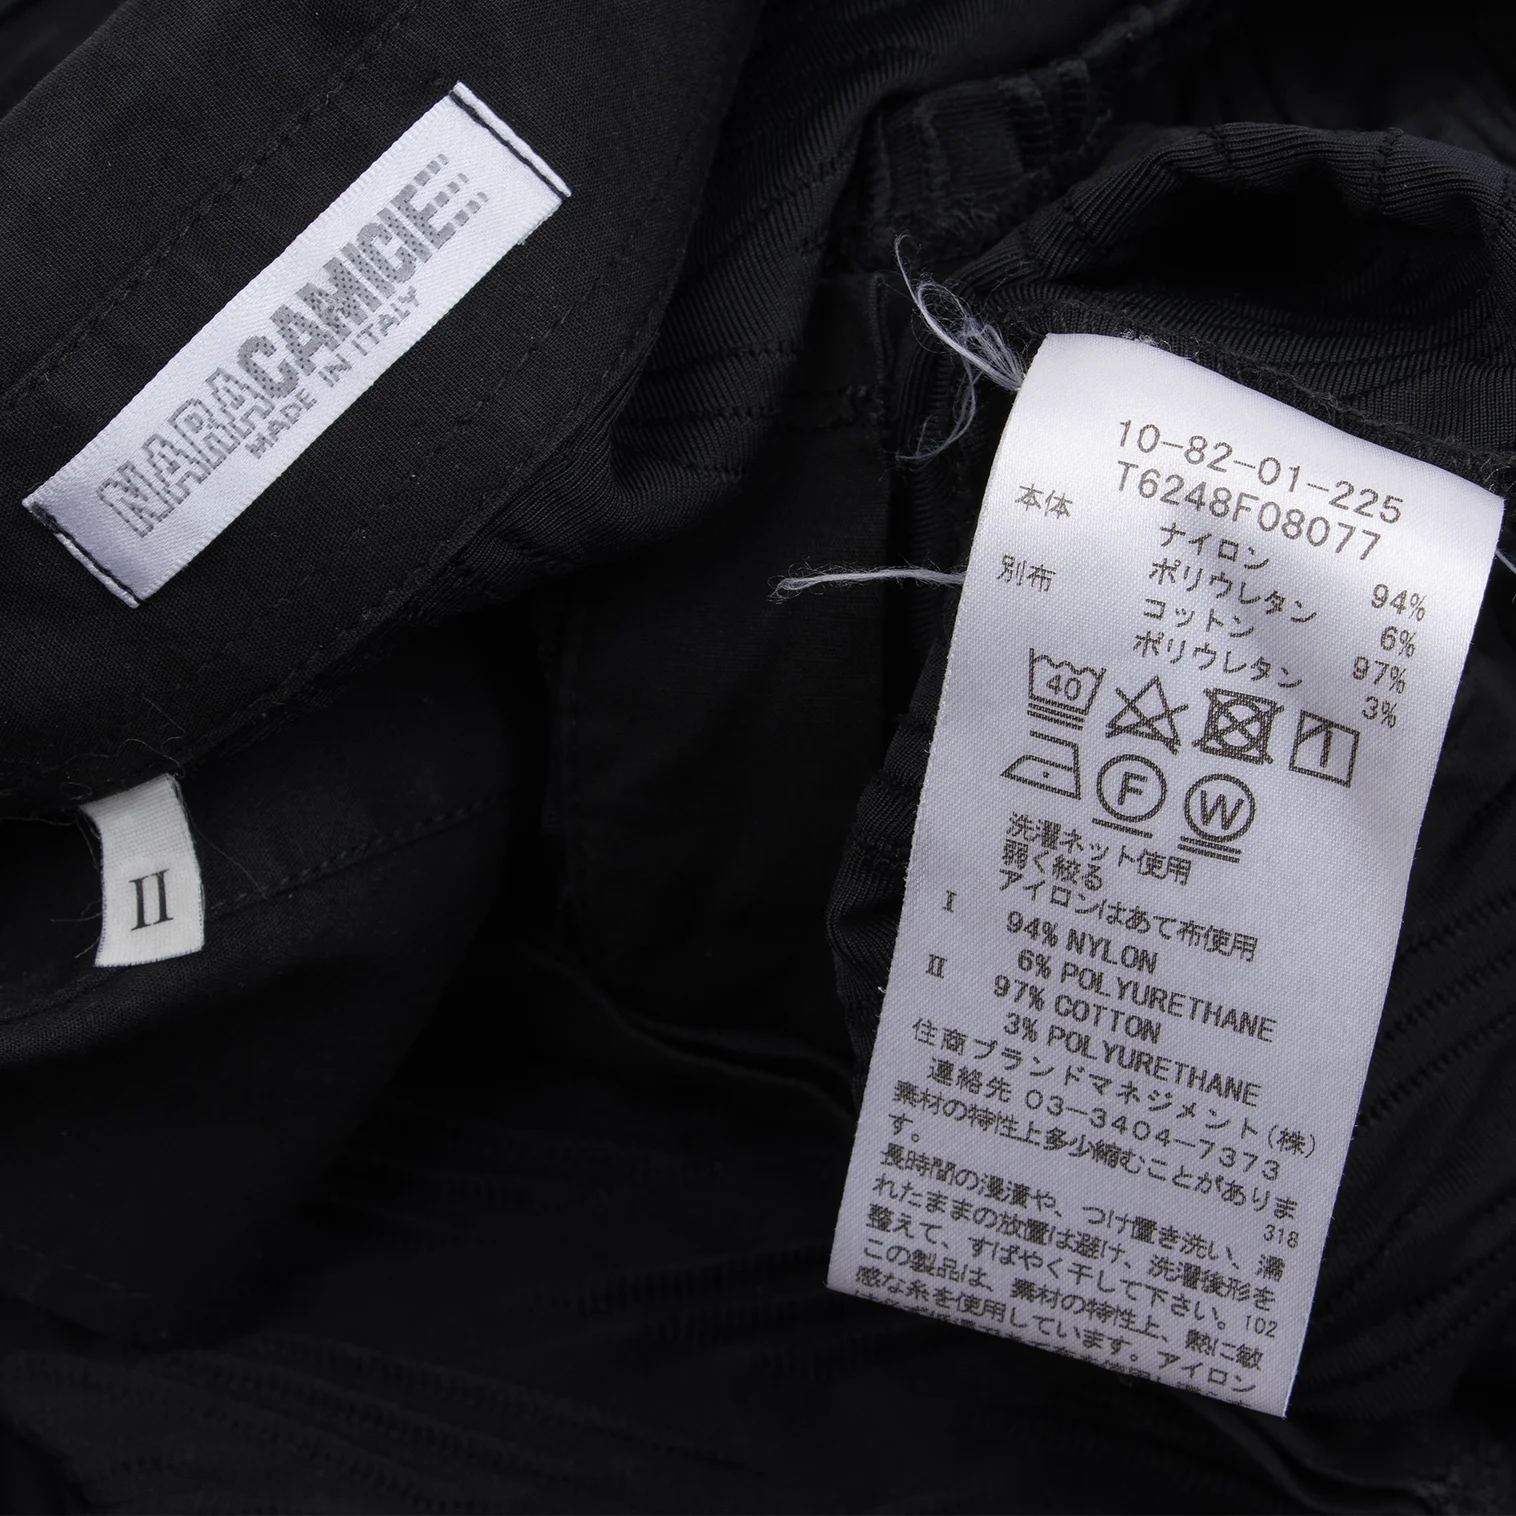 NARACAMICIE
MADE IN ITALY
II
10-82-01-225
T6248F08077
本体 ナイロン 94%
ポリウレタン 6%
別布 コットン 97%
ポリウレタン 3%
40
F W
洗濯ネット使用
弱く絞る
アイロンはあて布使用
I 94% NYLON
6% POLYURETHANE
II 97% COTTON
3% POLYURETHANE
住商ブランドマネジメント(株)
連絡先 03-3404-7373
素材の特性上多少縮むことがありま
す。 318
長時間の浸漬や、つけ置き洗い、濡
れたままの放置は避け、洗濯後形を
整えて、すばやく干して下さい。102
この製品は、素材の特性上、熱に敏
感な糸を使用しています。アイロン